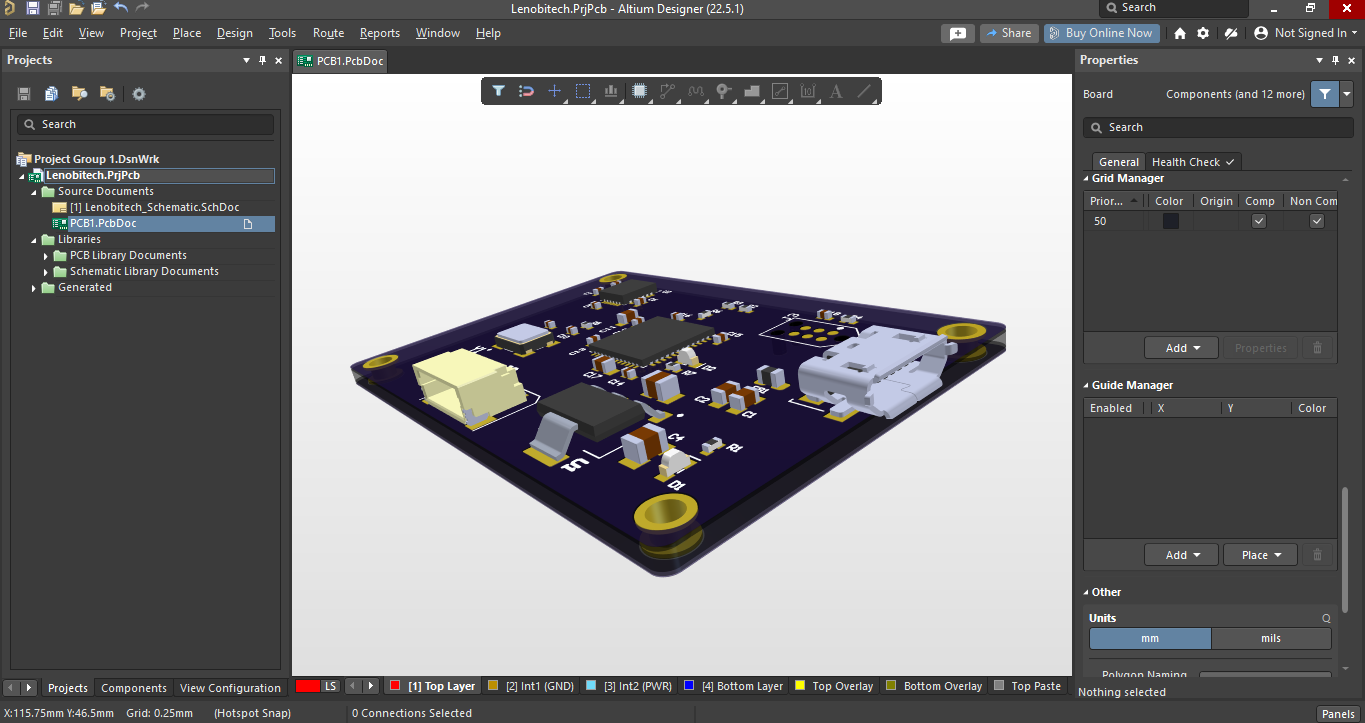 Lenobitech.PrjPcb - Altium Designer (22.5.1)
Search
File Edit View Project Place Design Tools Route Reports Window Help
Share
Buy Online Now
Not Signed In
Projects
PCB1.PcbDoc
Properties
Board
Components (and 12 more)
Search
Search
General Health Check
Project Group 1.DsnWrk
Lenobitech.PrjPcb
Source Documents
[1] Lenobitech_Schematic.SchDoc
PCB1.PcbDoc
Libraries
PCB Library Documents
Schematic Library Documents
Generated
Grid Manager
Prior... Color Origin Comp Non Com
50
Add Properties
Guide Manager
Enabled X Y Color
Add Place
Other
Units
mm mils
Polygon Naming
Nothing selected
C17
C14
C2
C1
C4
R1
D1
Projects Components View Configuration
LS
[1] Top Layer [2] Int1 (GND) [3] Int2 (PWR) [4] Bottom Layer Top Overlay Bottom Overlay Top Paste
X:115.75mm Y:46.5mm Grid: 0.25mm (Hotspot Snap)
0 Connections Selected
Panels